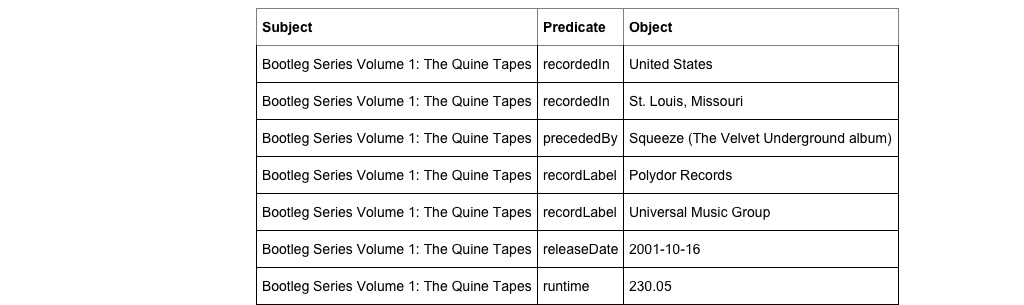 Subject Predicate Object
Bootleg Series Volume 1: The Quine Tapes recordedIn United States
Bootleg Series Volume 1: The Quine Tapes recordedIn St. Louis, Missouri
Bootleg Series Volume 1: The Quine Tapes precededBy Squeeze (The Velvet Underground album)
Bootleg Series Volume 1: The Quine Tapes recordLabel Polydor Records
Bootleg Series Volume 1: The Quine Tapes recordLabel Universal Music Group
Bootleg Series Volume 1: The Quine Tapes releaseDate 2001-10-16
Bootleg Series Volume 1: The Quine Tapes runtime 230.05